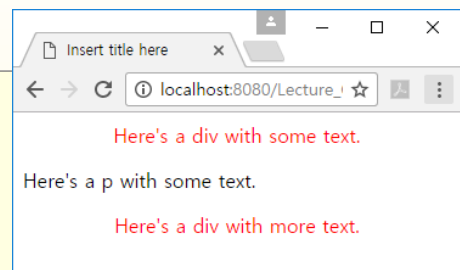 Insert title here
localhost:8080/Lecture_
Here's a div with some text.
Here's a p with some text.
Here's a div with more text.